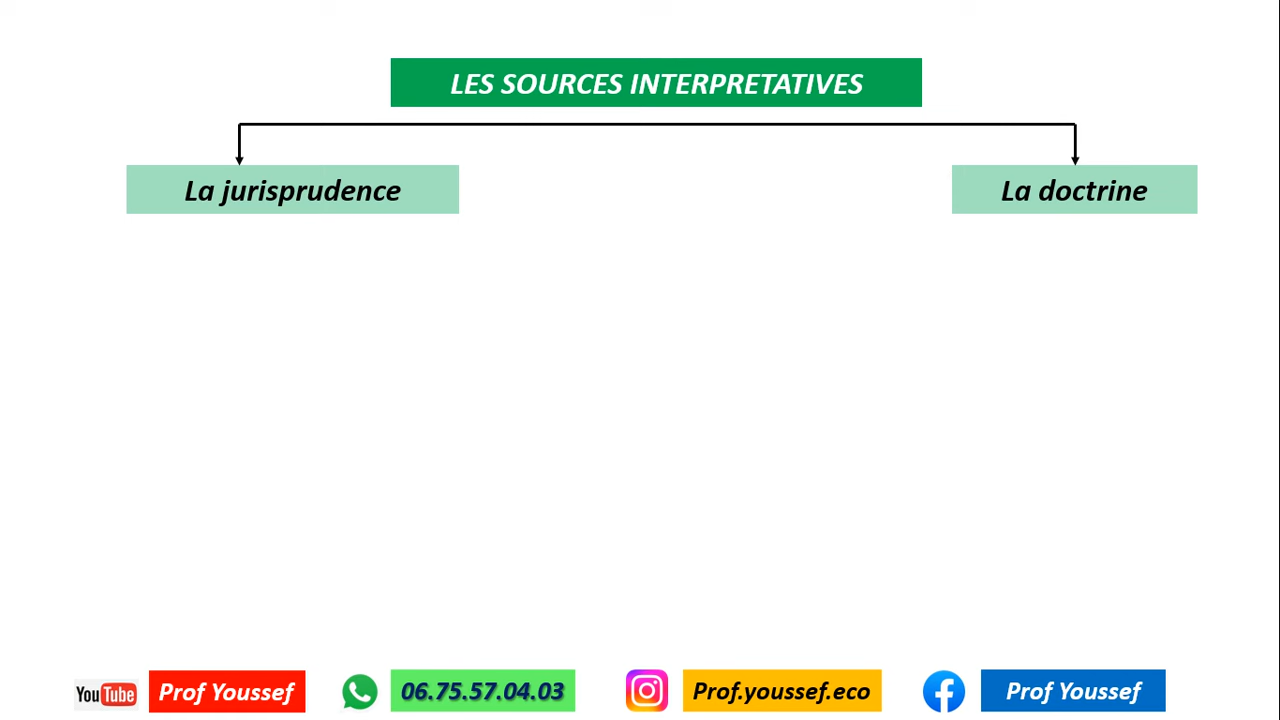 LES SOURCES INTERPRETATIVES
La jurisprudence
La doctrine
YouTube
Prof Youssef
06.75.57.04.03
Prof.youssef.eco
Prof Youssef